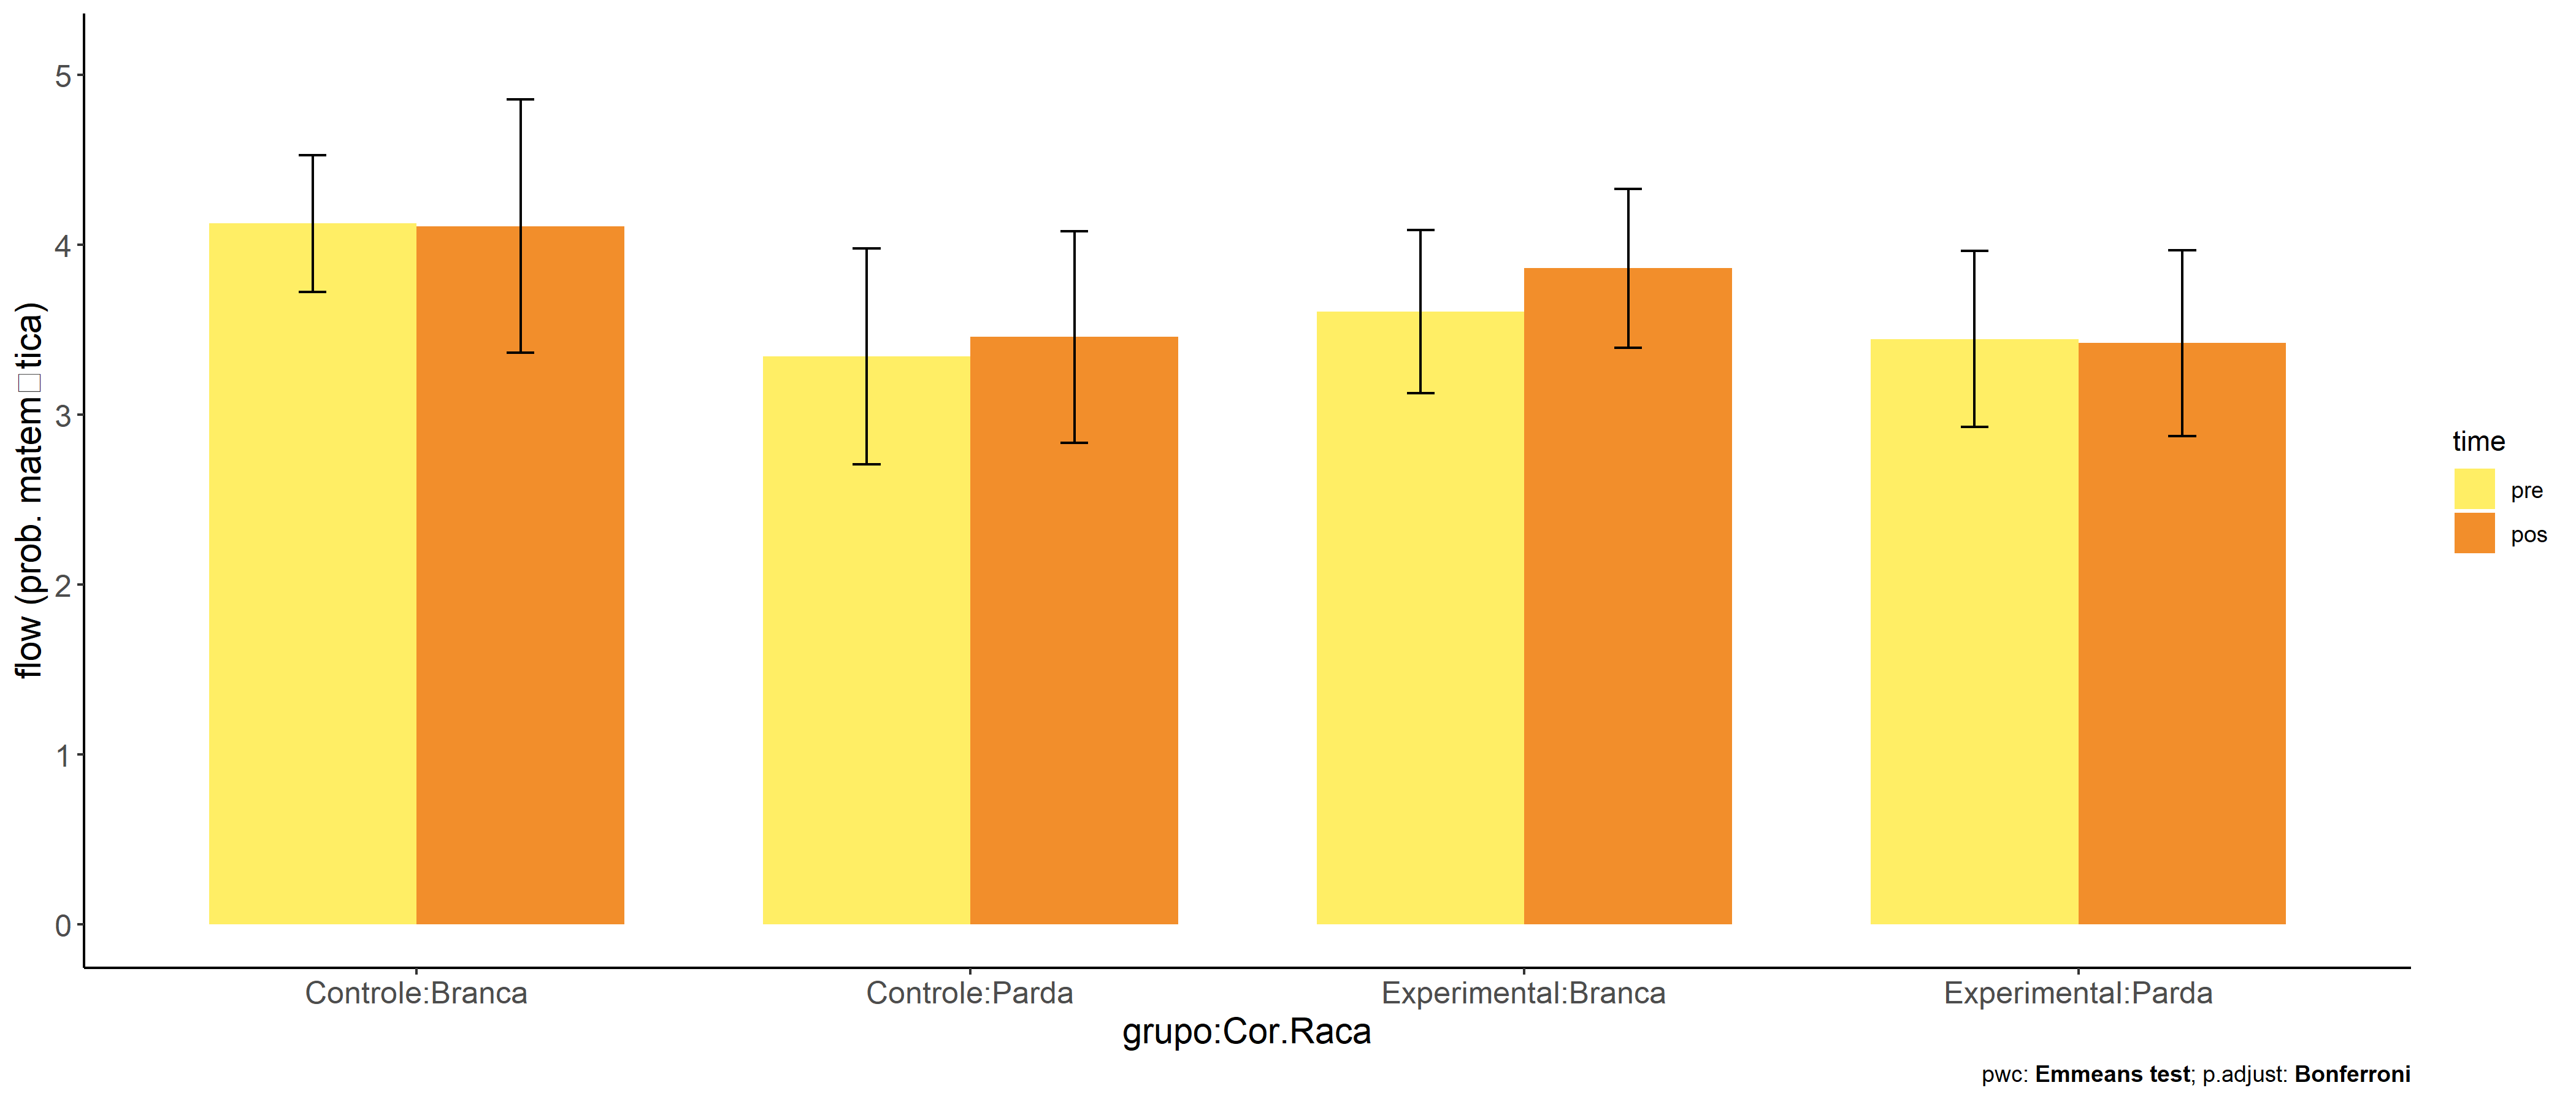 flow (prob. matem□tica)
5
4
3
2
1
0
Controle:Branca
Controle:Parda
Experimental:Branca
Experimental:Parda
grupo:Cor.Raca
time
pre
pos
pwc: Emmeans test; p.adjust: Bonferroni